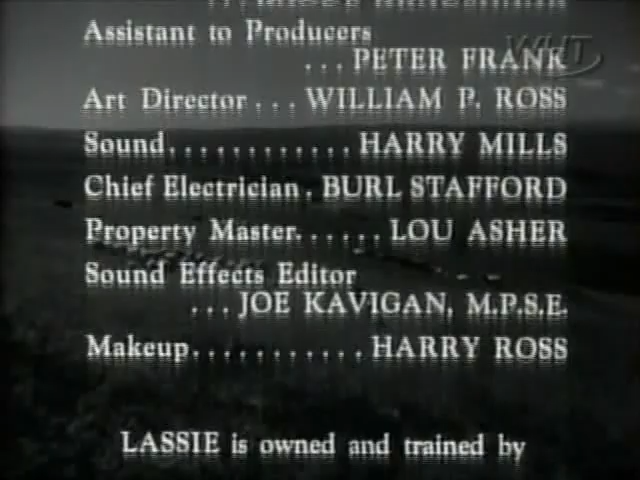 Assistant to Producers
... PETER FRANK
Art Director... WILLIAM P. ROSS
Sound............ HARRY MILLS
Chief Electrician. BURL STAFFORD
Property Master...... LOU ASHER
Sound Effects Editor
... JOE KAVIGAN, M.P.S.E.
Makeup........... HARRY ROSS
LASSIE is owned and trained by